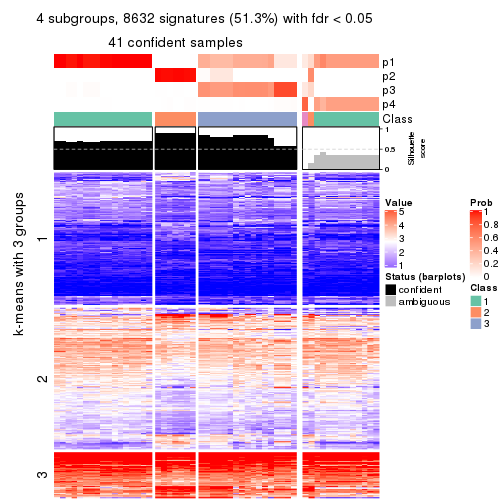 4 subgroups, 8632 signatures (51.3%) with fdr < 0.05
41 confident samples
p1
p2
p3
p4
Class
1
0.5
0
Silhouette
score
k-means with 3 groups
1
2
3
Value
5
4
3
2
1
Status (barplots)
confident
ambiguous
Prob
1
0.8
0.6
0.4
0.2
0
Class
1
2
3